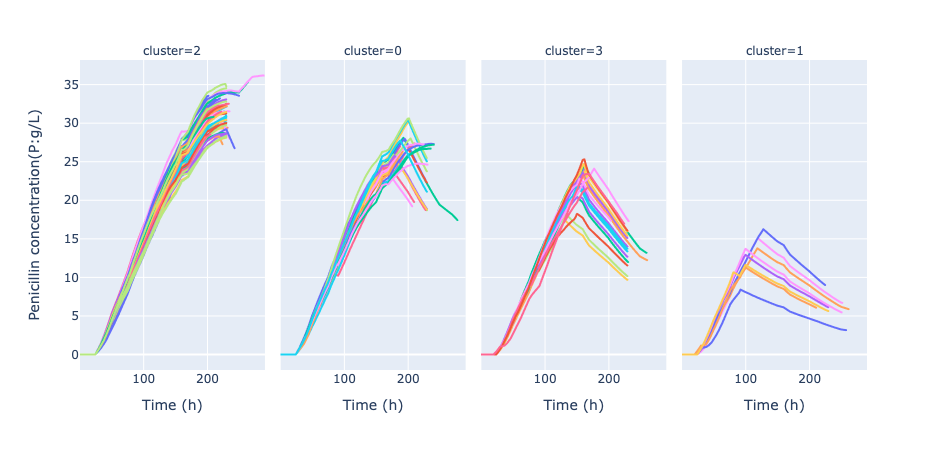 cluster=2
cluster=0
cluster=3
cluster=1
Penicillin concentration(P:g/L)
35
30
25
20
15
10
5
0
100 200
100 200
100 200
100 200
Time (h)
Time (h)
Time (h)
Time (h)